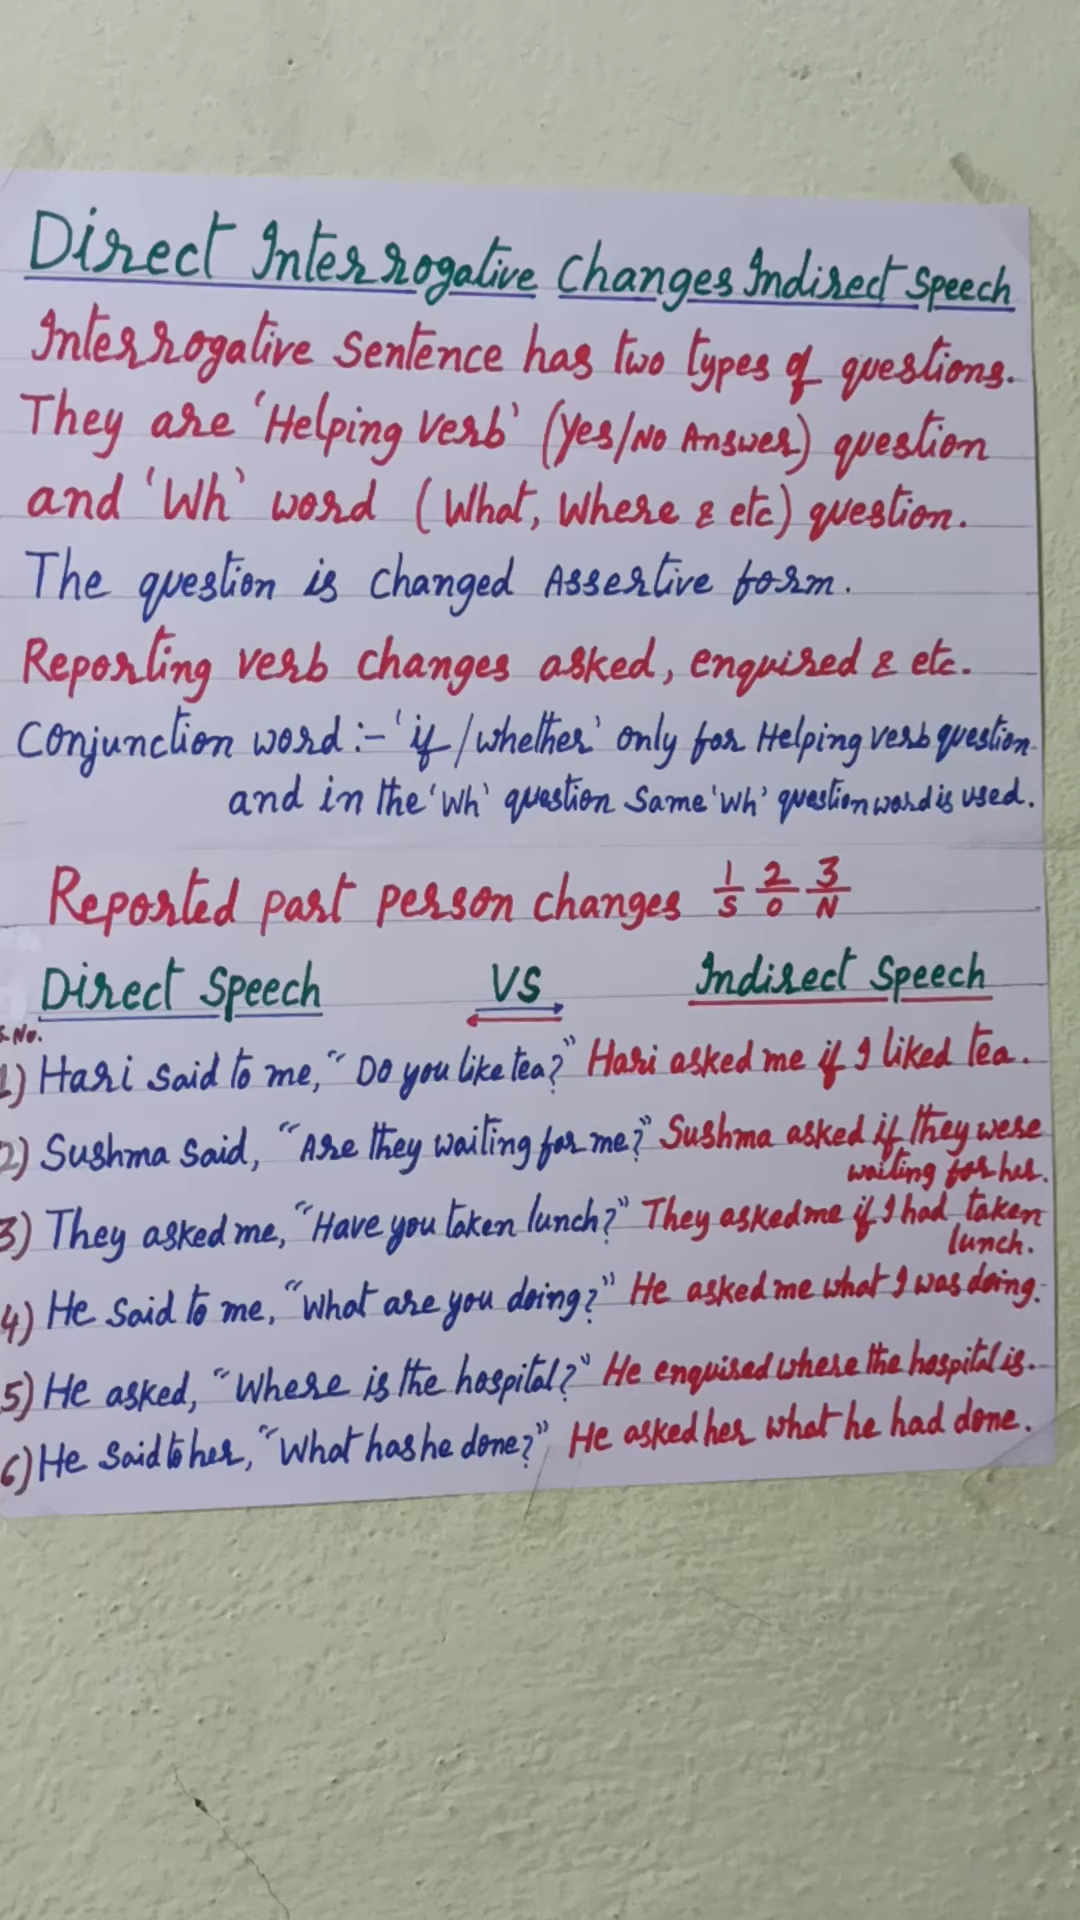 Direct Interrogative Changes Indirect Speech
Interrogative Sentence has two types of questions.
They are 'Helping verb' (Yes/No Answer) question
and 'Wh' word (What, Where & etc) question.
The question is changed Assertive form.
Reporting verb changes asked, enquired & etc.
Conjunction word :- 'if/whether' only for Helping verb question
and in the 'Wh' question same 'wh' question word is used.
Reported part person changes 1/S 2/O 3/N
Direct Speech VS Indirect Speech
S.No.
1) Hari said to me, "Do you like tea?" Hari asked me if I liked tea.
2) Sushma said, "Are they waiting for me?" Sushma asked if they were
waiting for her.
3) They asked me, "Have you taken lunch?" They asked me if I had taken
lunch.
4) He said to me, "What are you doing?" He asked me what I was doing.
5) He asked, "Where is the hospital?" He enquired where the hospital is.
6) He said to her, "What has he done?" He asked her what he had done.